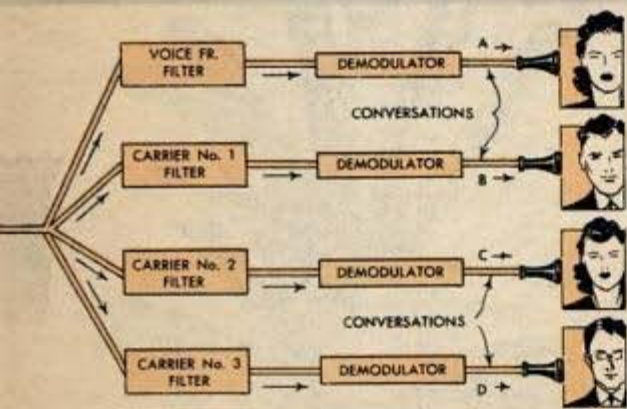 VOICE FR.
FILTER
DEMODULATOR
A
CONVERSATIONS
CARRIER No. 1
FILTER
DEMODULATOR
B
CARRIER No. 2
FILTER
DEMODULATOR
C
CONVERSATIONS
CARRIER No. 3
FILTER
DEMODULATOR
D